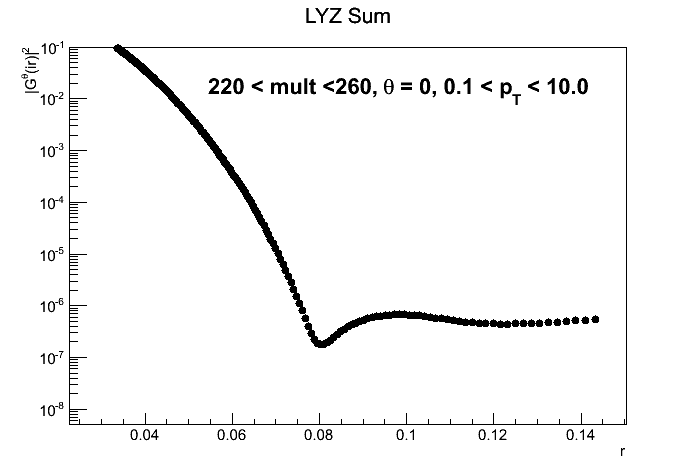 LYZ Sum
|G^θ(ir)|²
220 < mult <260, θ = 0, 0.1 < p_T < 10.0
10⁻¹
10⁻²
10⁻³
10⁻⁴
10⁻⁵
10⁻⁶
10⁻⁷
10⁻⁸
0.04 0.06 0.08 0.1 0.12 0.14
r